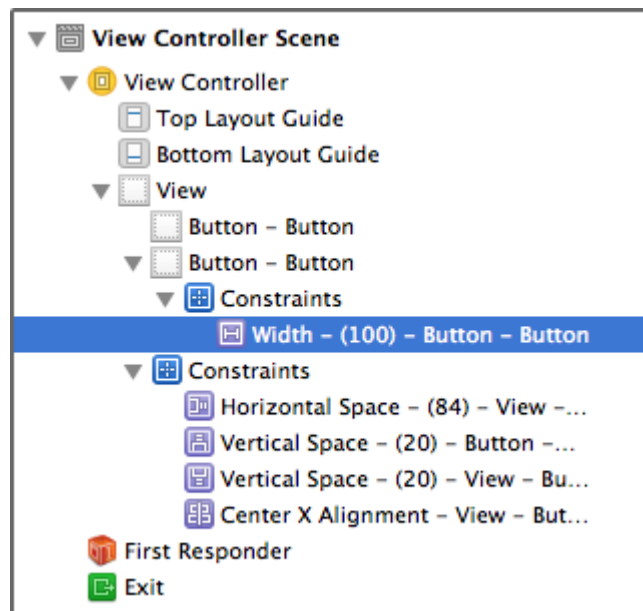 View Controller Scene
View Controller
Top Layout Guide
Bottom Layout Guide
View
Button – Button
Button – Button
Constraints
Width – (100) – Button – Button
Constraints
Horizontal Space – (84) – View –...
Vertical Space – (20) – Button –...
Vertical Space – (20) – View – Bu...
Center X Alignment – View – But...
First Responder
Exit